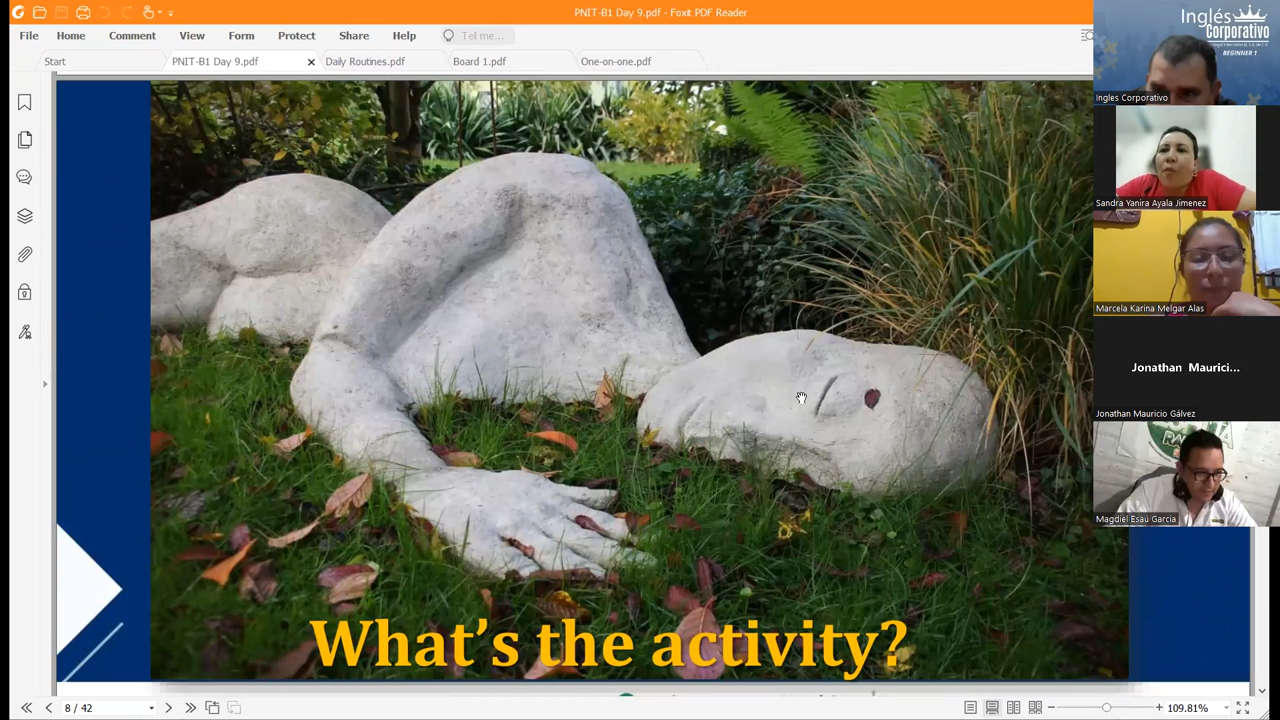 PNIT-B1 Day 9.pdf - Foxit PDF Reader
File Home Comment View Form Protect Share Help Tell me...
Start PNIT-B1 Day 9.pdf Daily Routines.pdf Board 1.pdf One-on-one.pdf
Inglés
Corporativo
BEGINNER 1
Ingles Corporativo
Sandra Yanira Ayala Jimenez
Marcela Karina Melgar Alas
Jonathan Maurici...
Jonathan Mauricio Gálvez
Magdiel Esau Garcia
What's the activity?
8 / 42
109.81%